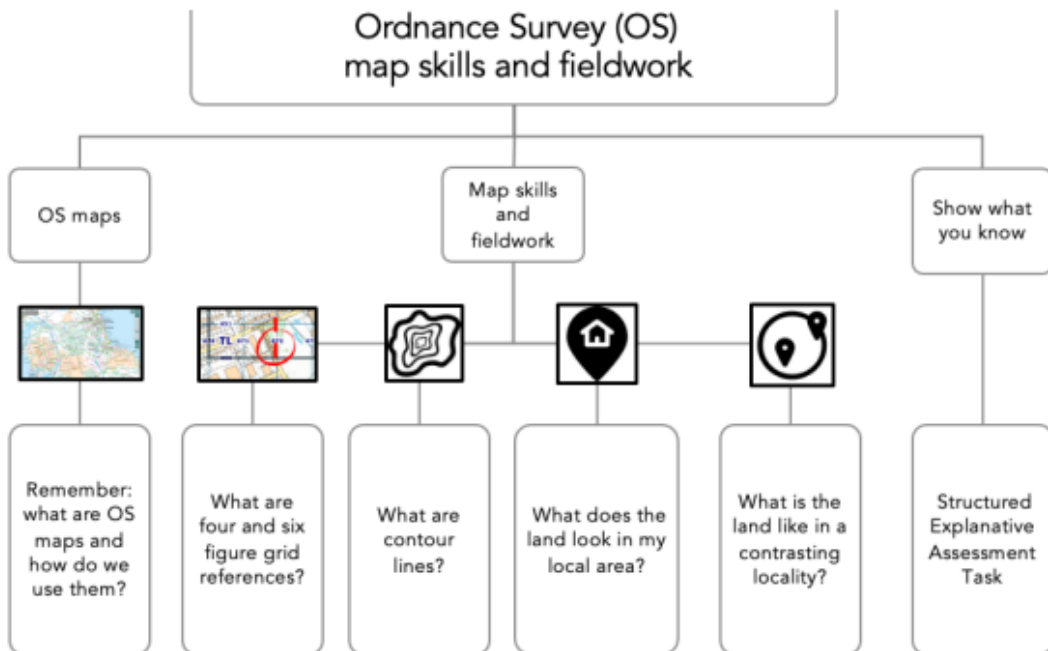 Ordnance Survey (OS)
map skills and fieldwork
OS maps
Map skills
and
fieldwork
Show what
you know
TL
Remember:
what are OS
maps and
how do we
use them?
What are
four and six
figure grid
references?
What are
contour
lines?
What does the
land look in my
local area?
What is the
land like in a
contrasting
locality?
Structured
Explanative
Assessment
Task